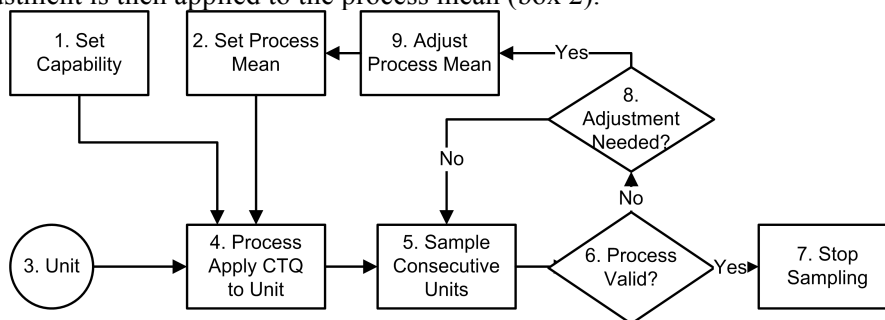 ustment is then applied to the process mean (box 2).
1. Set
Capability
2. Set Process
Mean
9. Adjust
Process Mean
Yes
8.
Adjustment
Needed?
No
No
3. Unit
4. Process
Apply CTQ
to Unit
5. Sample
Consecutive
Units
6. Process
Valid?
Yes
7. Stop
Sampling